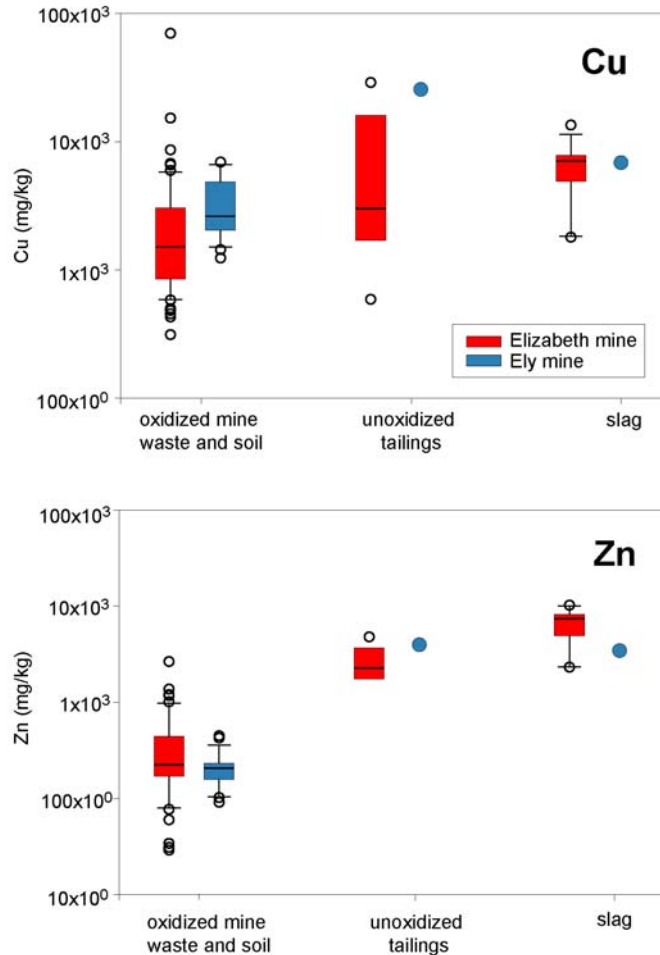 100x10³
Cu
10x10³
Cu (mg/kg)
1x10³
Elizabeth mine
Ely mine
100x10⁰
oxidized mine unoxidized slag
waste and soil tailings
100x10³
Zn
10x10³
Zn (mg/kg)
1x10³
100x10⁰
10x10⁰
oxidized mine unoxidized slag
waste and soil tailings